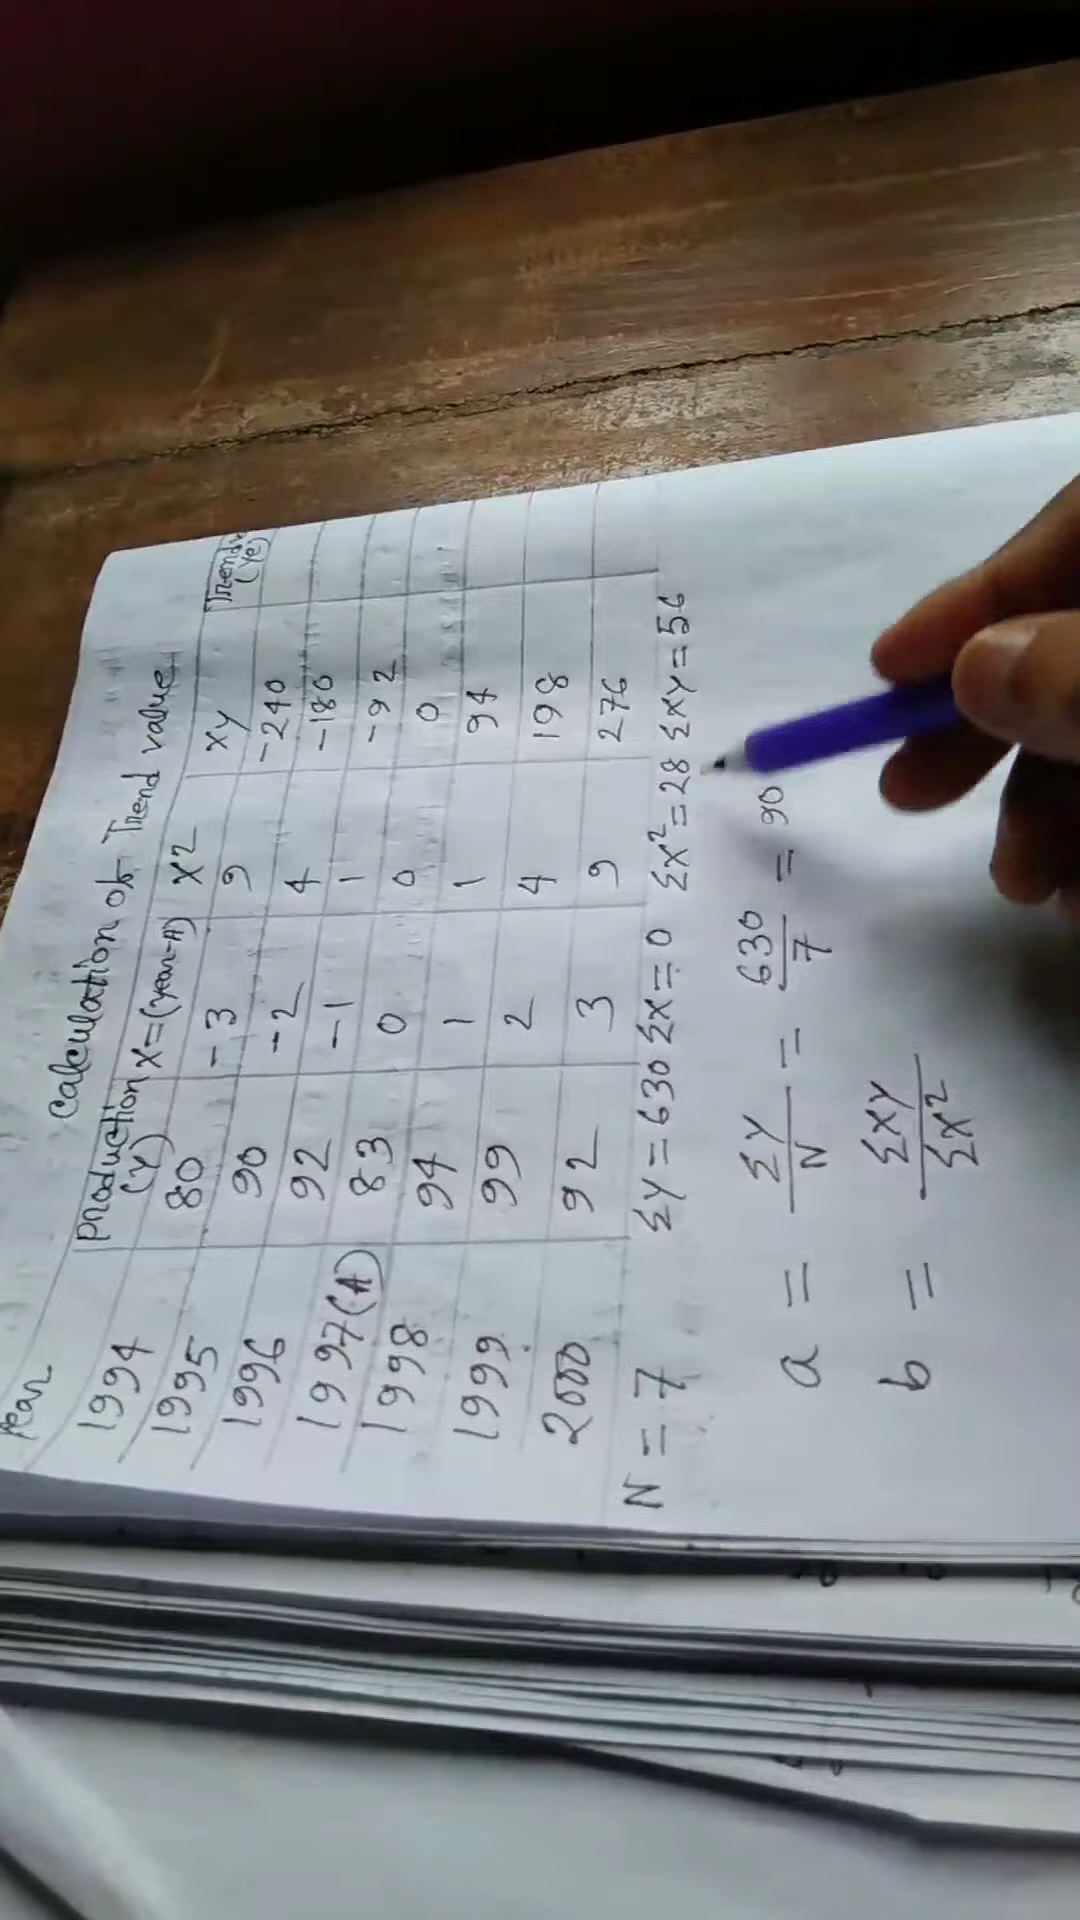 Calculation of Trend value
Year Production (Y) X=(year-A) X2 XY Trend (Ye)
1994 80 -3 9 -240
1995 90 -2 4 -180
1996 92 -1 1 -92
1997(A) 83 0 0 0
1998 94 1 1 94
1999 99 2 4 198
2000 92 3 9 276
N = 7 ΣY = 630 ΣX = 0 ΣX² = 28 ΣXY = 56
a = ΣY/N = 630/7 = 90
b = ΣXY/ΣX²